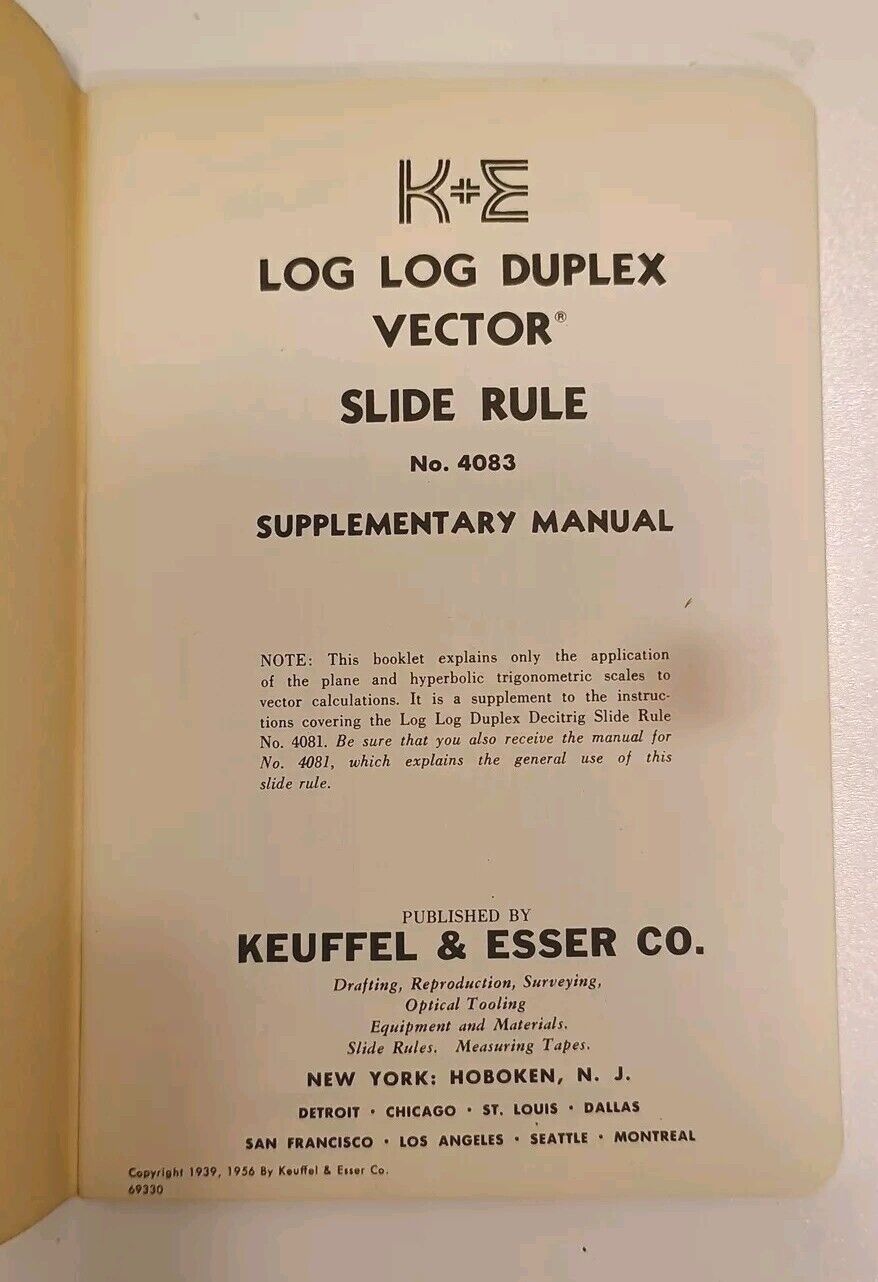 K+E
LOG LOG DUPLEX
VECTOR®
SLIDE RULE
No. 4083
SUPPLEMENTARY MANUAL
NOTE: This booklet explains only the application
of the plane and hyperbolic trigonometric scales to
vector calculations. It is a supplement to the instruc-
tions covering the Log Log Duplex Decitrig Slide Rule
No. 4081. Be sure that you also receive the manual for
No. 4081, which explains the general use of this
slide rule.
PUBLISHED BY
KEUFFEL & ESSER CO.
Drafting, Reproduction, Surveying,
Optical Tooling
Equipment and Materials.
Slide Rules. Measuring Tapes.
NEW YORK: HOBOKEN, N. J.
DETROIT • CHICAGO • ST. LOUIS • DALLAS
SAN FRANCISCO • LOS ANGELES • SEATTLE • MONTREAL
Copyright 1939, 1956 By Keuffel & Esser Co.
69330